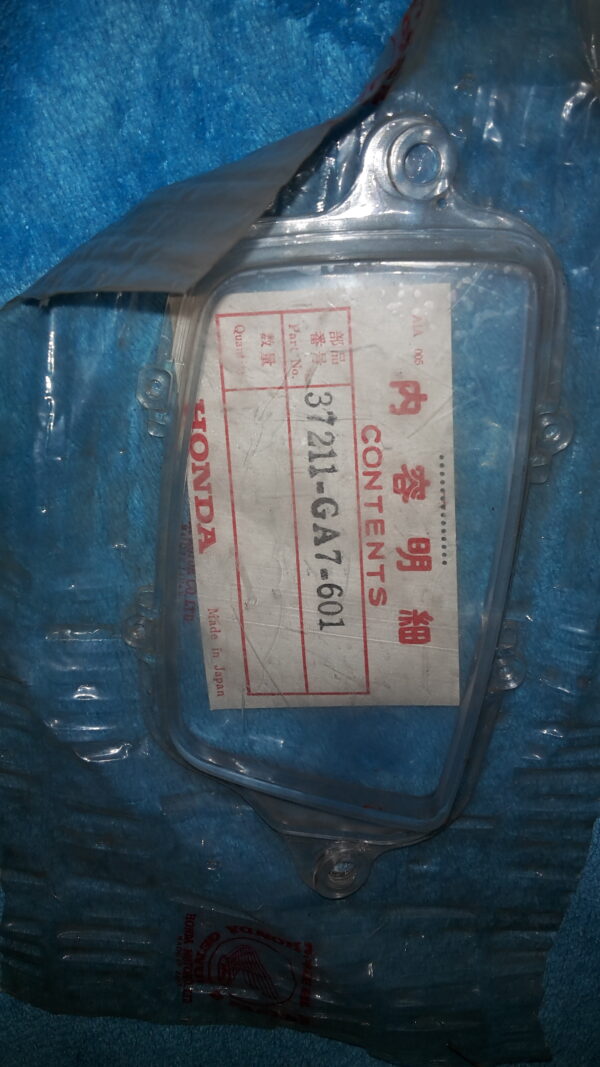 内容明細
CONTENTS
部品番号
Part No.
37211-GA7-601
数量
HONDA
Made in Japan
HONDA